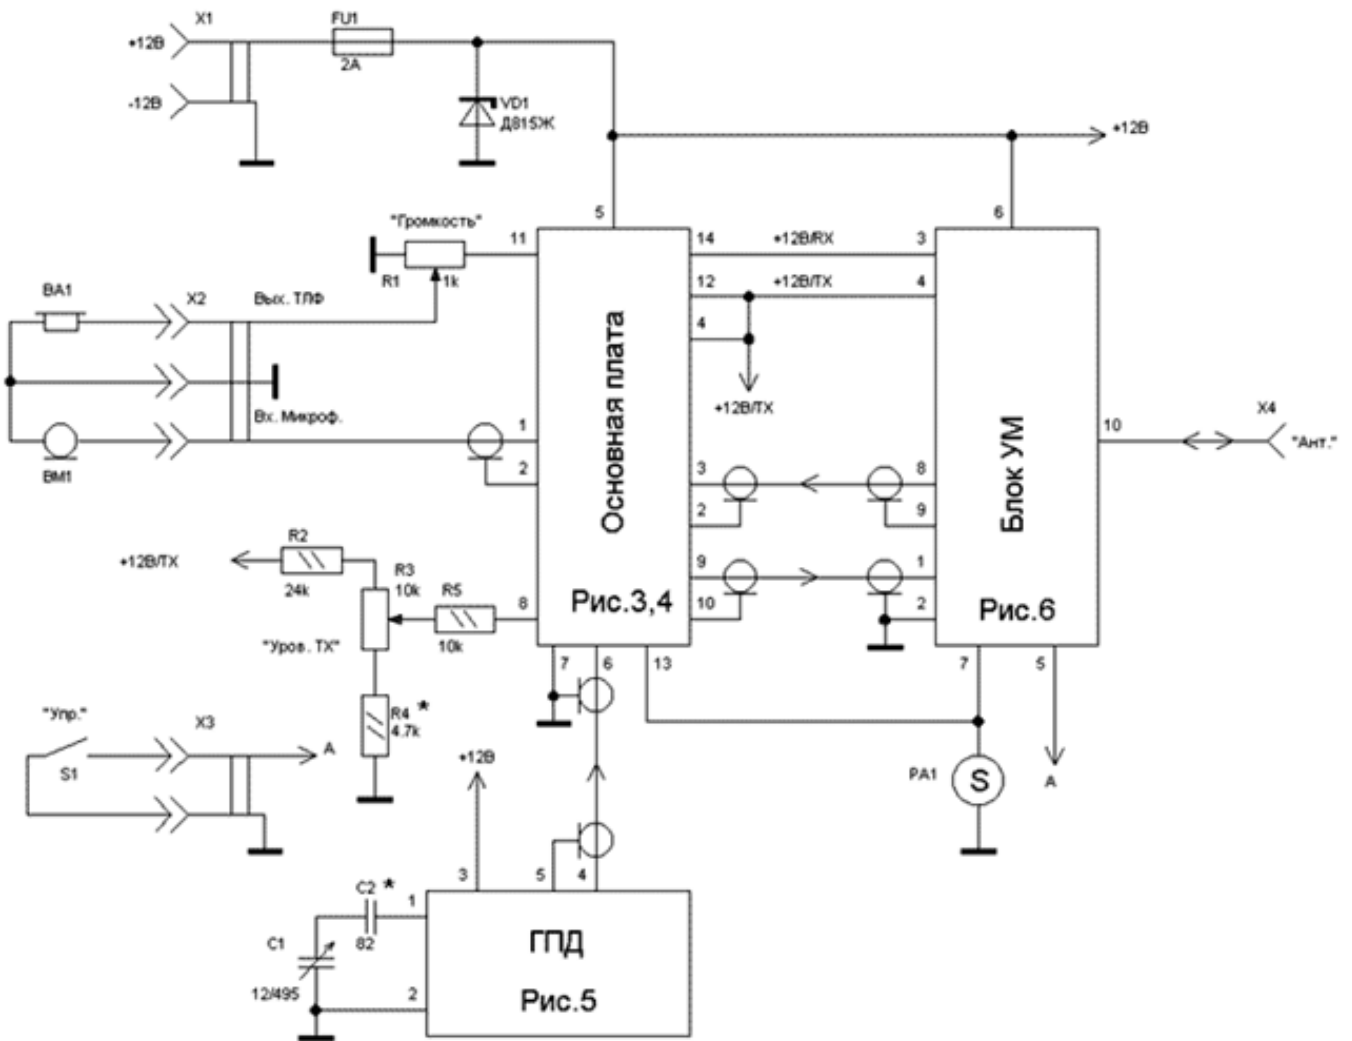 X1
FU1
+12В
2А
-12В
VD1
Д815Ж
+12В
5
6
"Громкость"
11
14
+12В/RX
3
R1
1k
12
+12В/TX
4
BA1
X2
Вых. ТЛФ
4
+12В/TX
Вх. Микроф.
1
2
BM1
Основная плата
Рис.3,4
3
2
9
10
8
9
1
2
Блок УМ
Рис.6
10
X4
"Ант."
R2
+12В/TX
24k
R3
10k
R5
8
10k
"Уров. TX"
R4 *
4.7k
7
6
13
7
5
"Упр."
X3
S1
А
+12В
PA1
S
А
3
5
4
C2 *
1
82
C1
12/495
2
ГПД
Рис.5